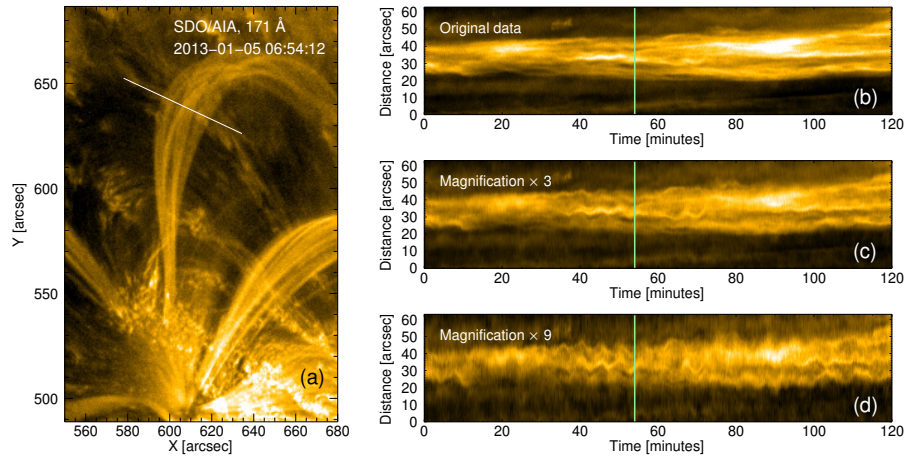 SDO/AIA, 171 Å
2013−01−05 06:54:12
650
600
550
500
Y [arcsec]
560 580 600 620 640 660 680
X [arcsec]
(a)
Original data
60
50
40
30
20
10
0
Distance [arcsec]
(b)
0 20 40 60 80 100 120
Time [minutes]
Magnification × 3
60
50
40
30
20
10
0
Distance [arcsec]
(c)
0 20 40 60 80 100 120
Time [minutes]
Magnification × 9
60
50
40
30
20
10
0
Distance [arcsec]
(d)
0 20 40 60 80 100 120
Time [minutes]